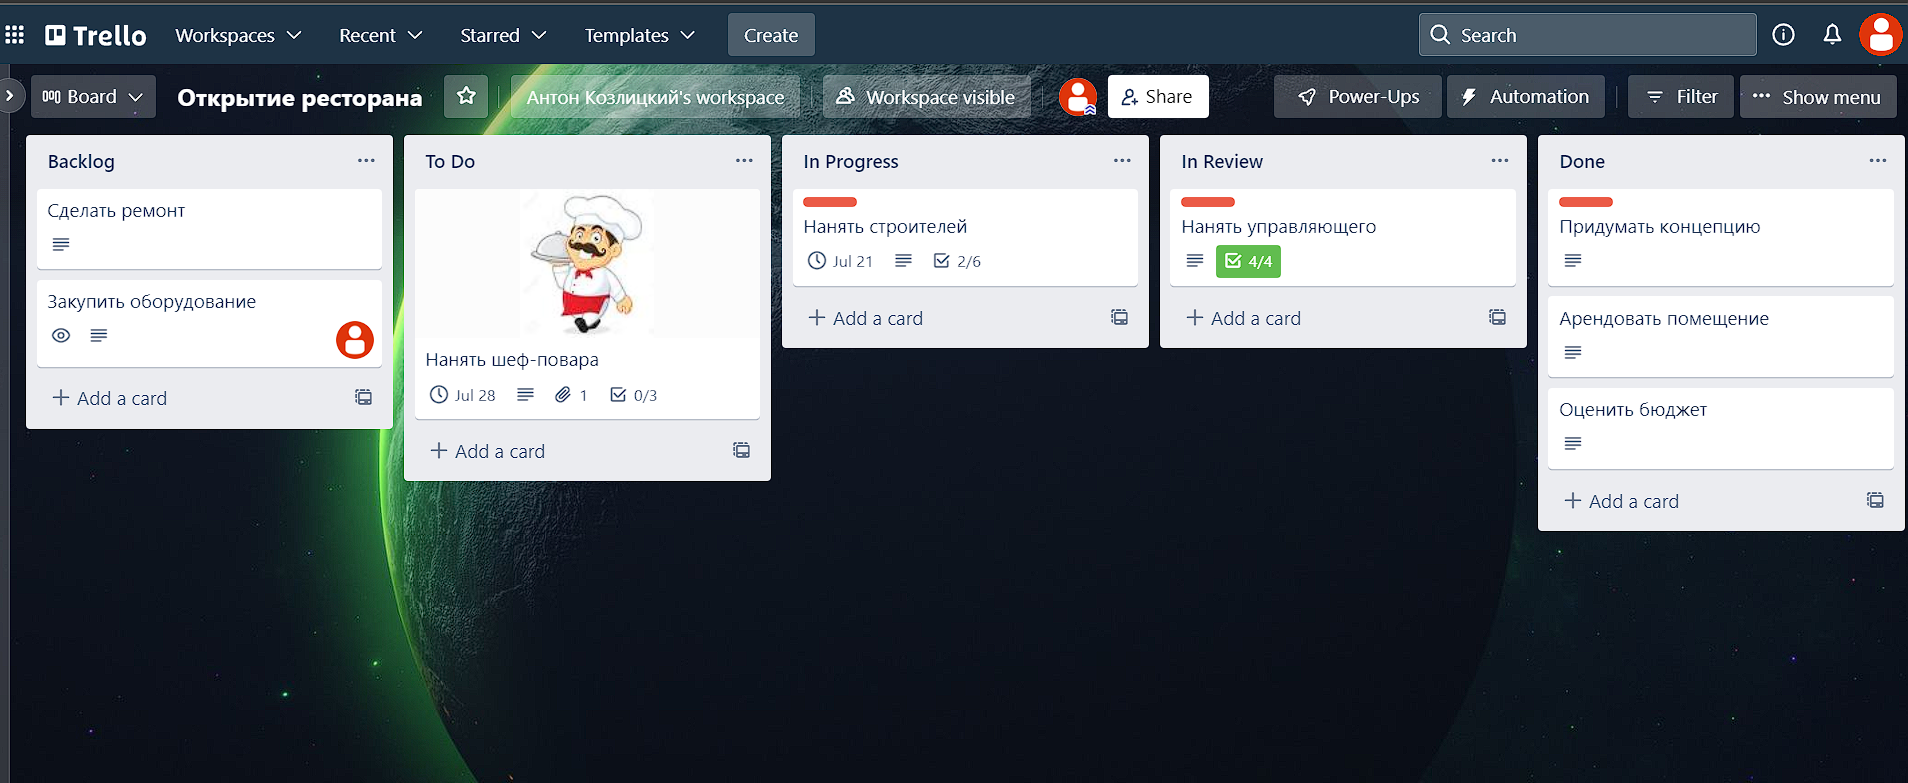 Trello Workspaces Recent Starred Templates Create Search
Board Открытие ресторана Антон Козлицкий's workspace Workspace visible Share Power-Ups Automation Filter Show menu
Backlog
Сделать ремонт
Закупить оборудование
Add a card
To Do
Нанять шеф-повара
Jul 28 1 0/3
Add a card
In Progress
Нанять строителей
Jul 21 2/6
Add a card
In Review
Нанять управляющего
4/4
Add a card
Done
Придумать концепцию
Арендовать помещение
Оценить бюджет
Add a card